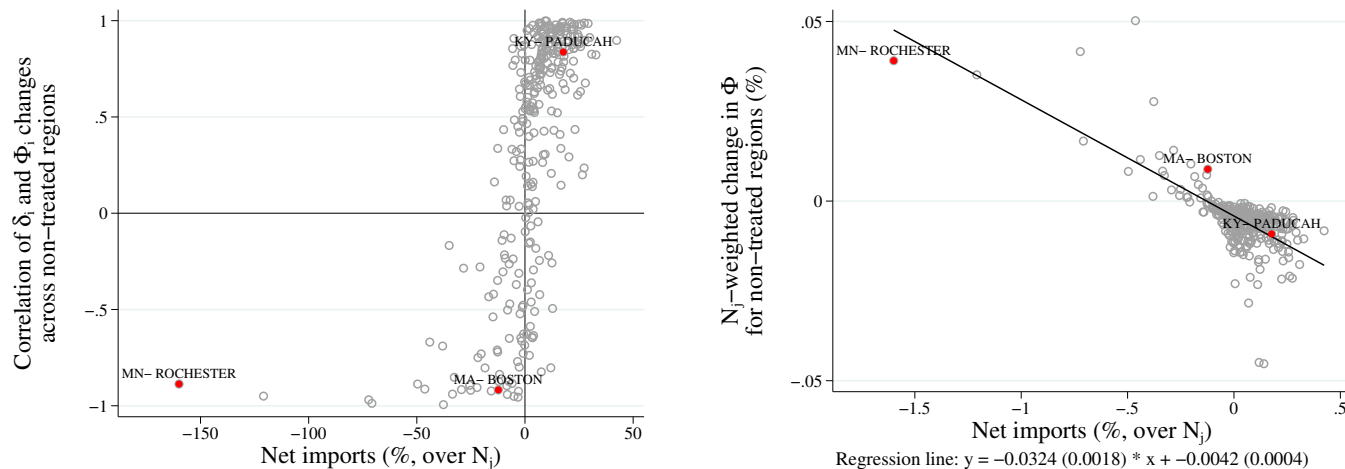 Correlation of δi and Φi changes
across non−treated regions
1
.5
0
−.5
−1
KY− PADUCAH
MN− ROCHESTER
MA− BOSTON
−150
−100
−50
0
50
Net imports (%, over Nj)
Nj−weighted change in Φ
for non−treated regions (%)
.05
0
−.05
MN− ROCHESTER
MA− BOSTON
KY− PADUCAH
−1.5
−1
−.5
0
.5
Net imports (%, over Nj)
Regression line: y = −0.0324 (0.0018) * x + −0.0042 (0.0004)